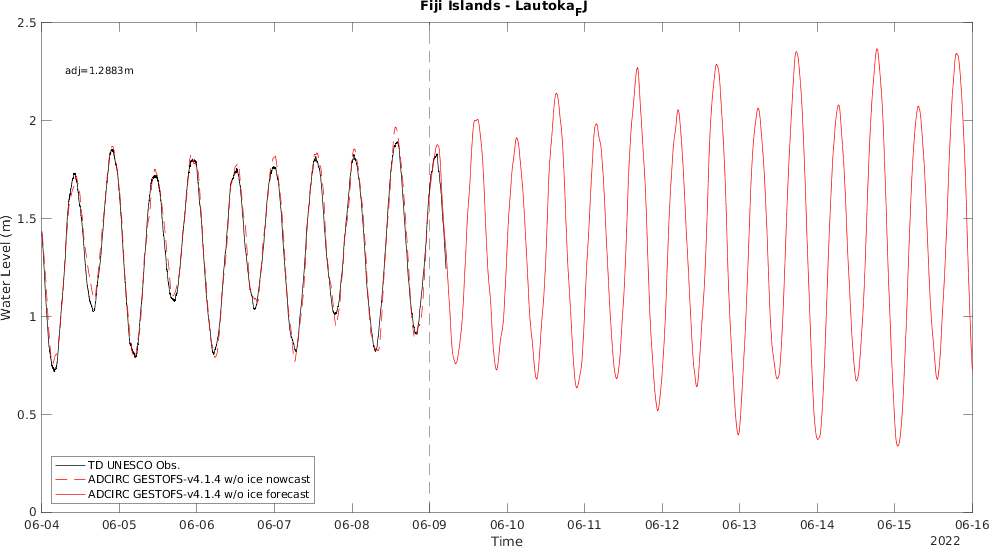 Fiji Islands - Lautoka_FJ
adj=1.2883m
2.5
2
1.5
1
0.5
0
Water Level (m)
TD UNESCO Obs.
ADCIRC GESTOFS-v4.1.4 w/o ice nowcast
ADCIRC GESTOFS-v4.1.4 w/o ice forecast
06-04 06-05 06-06 06-07 06-08 06-09 06-10 06-11 06-12 06-13 06-14 06-15 06-16
Time
2022